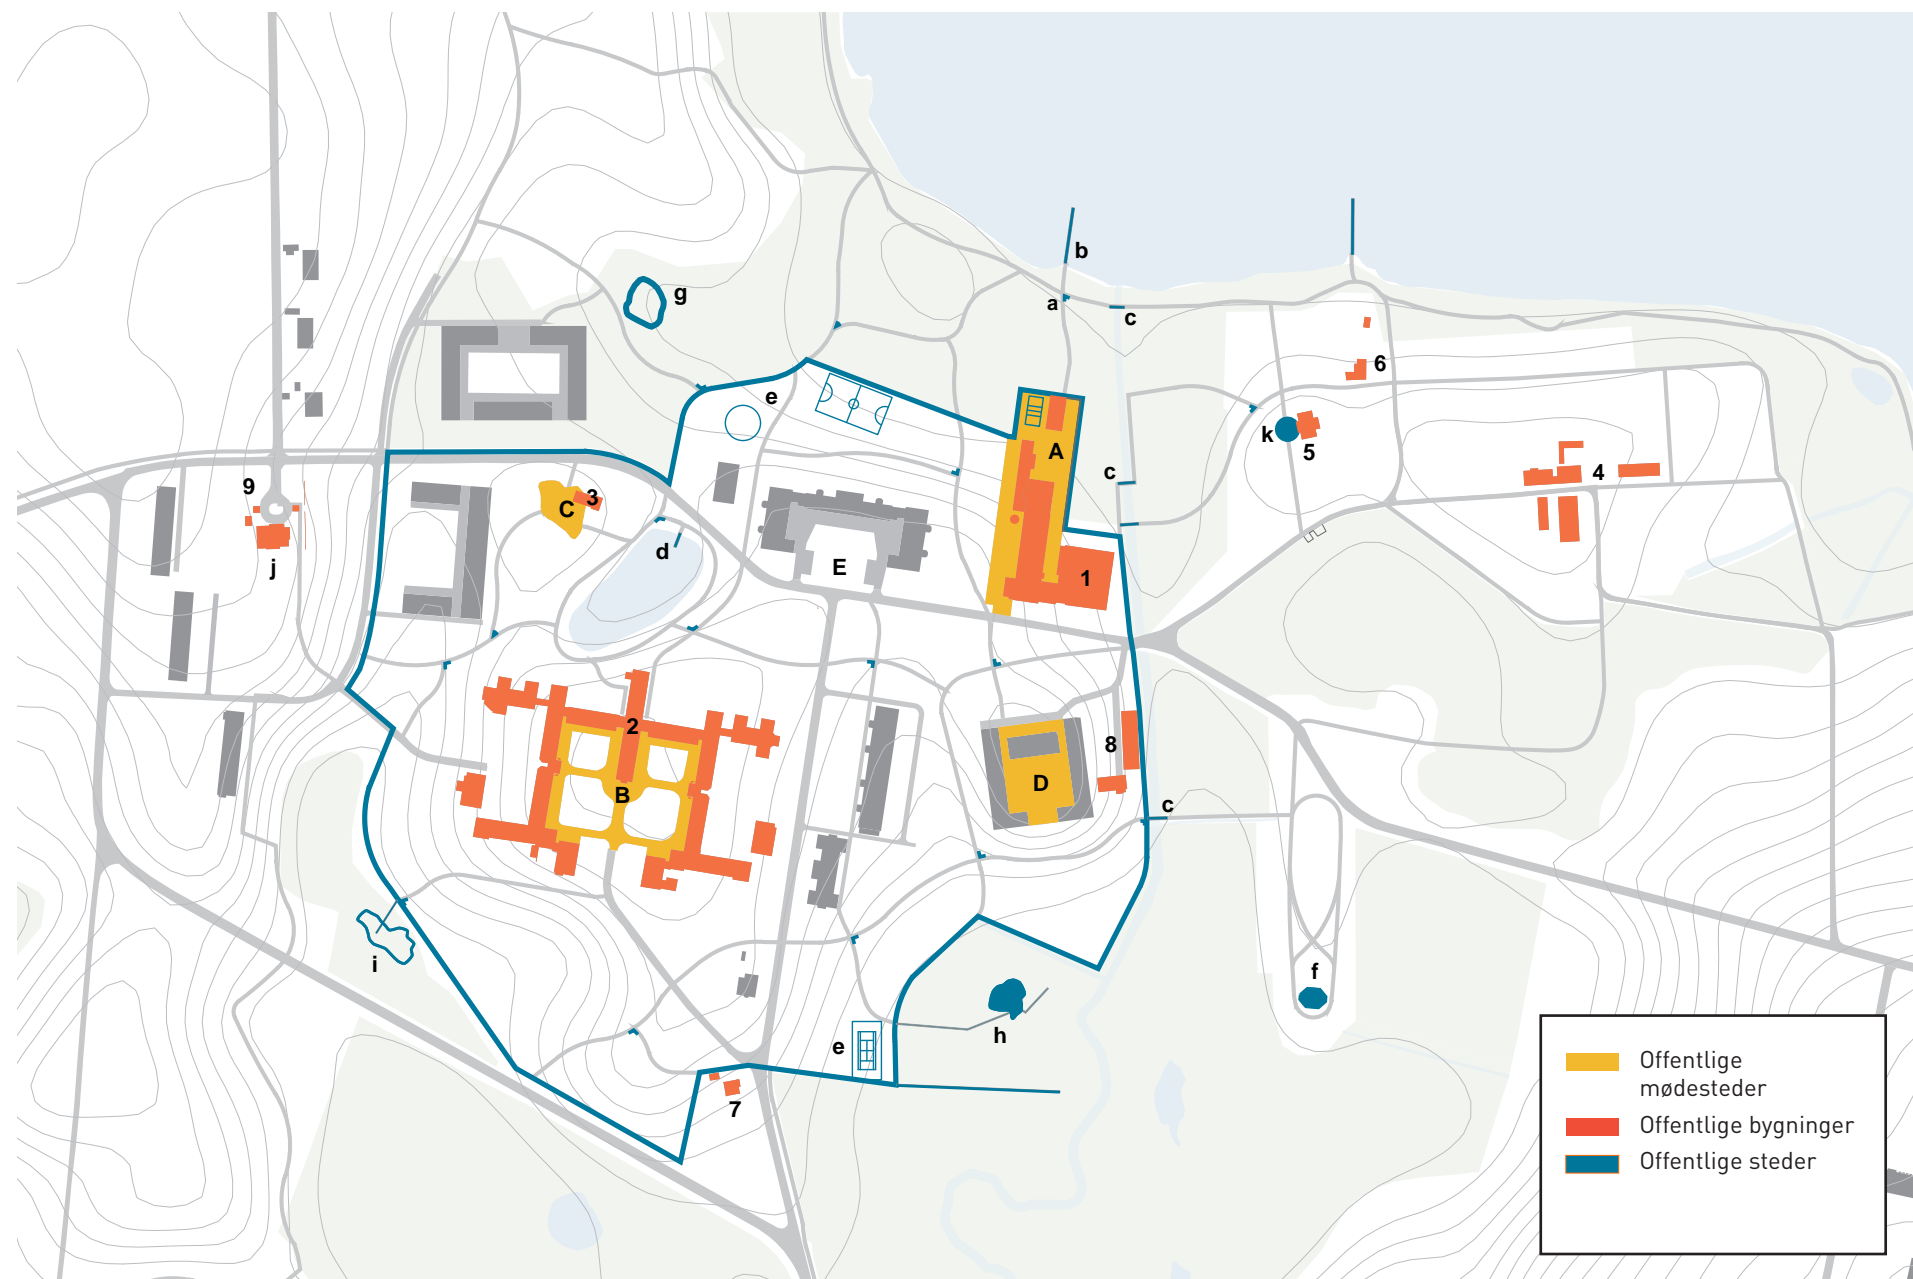 b
g
a
c
6
e
k
5
A
c
4
9
3
C
d
j
E
1
2
8
B
D
c
i
f
h
e
7
Offentlige
mødesteder
Offentlige bygninger
Offentlige steder